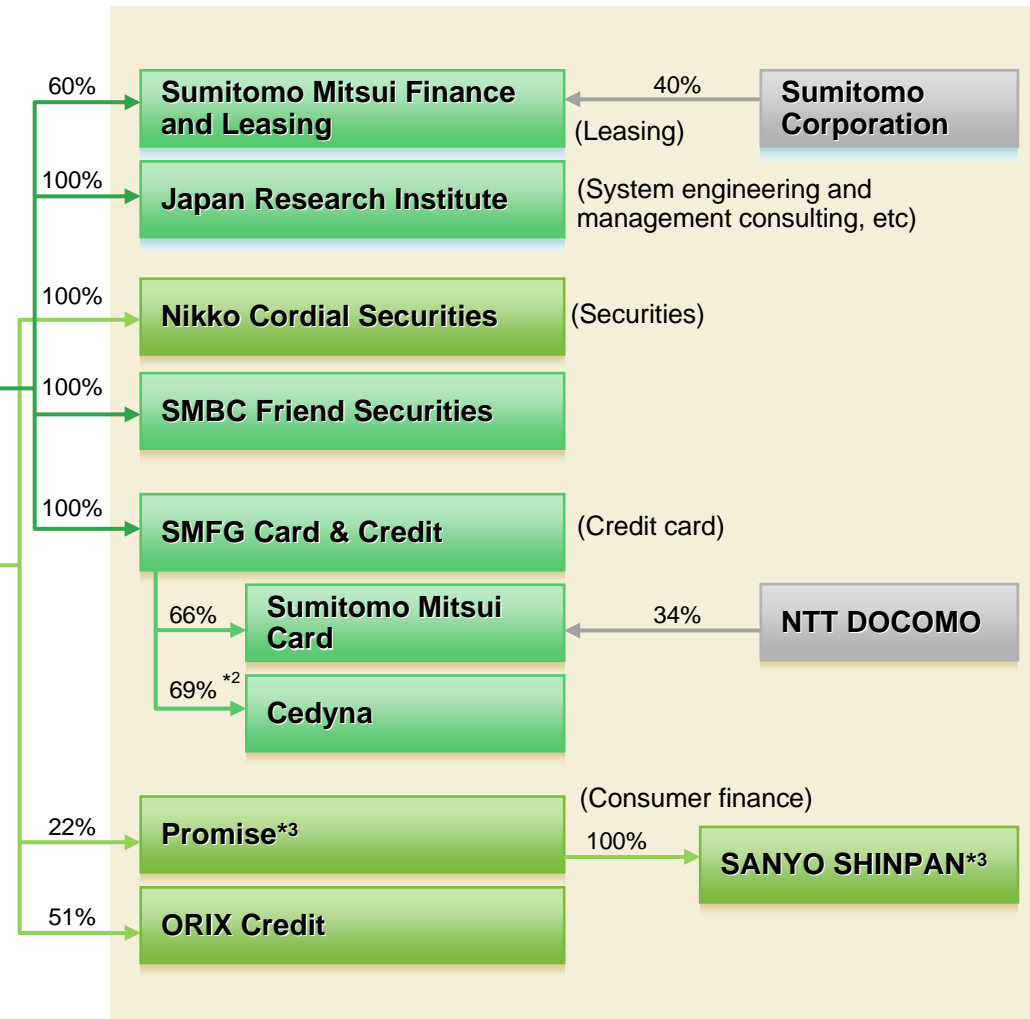 60%
Sumitomo Mitsui Finance
and Leasing
40%
(Leasing)
Sumitomo
Corporation
100%
Japan Research Institute
(System engineering and
management consulting, etc)
100%
Nikko Cordial Securities
(Securities)
100%
SMBC Friend Securities
100%
SMFG Card & Credit
(Credit card)
66%
Sumitomo Mitsui
Card
34%
NTT DOCOMO
69% *2
Cedyna
(Consumer finance)
22%
Promise*3
100%
SANYO SHINPAN*3
51%
ORIX Credit